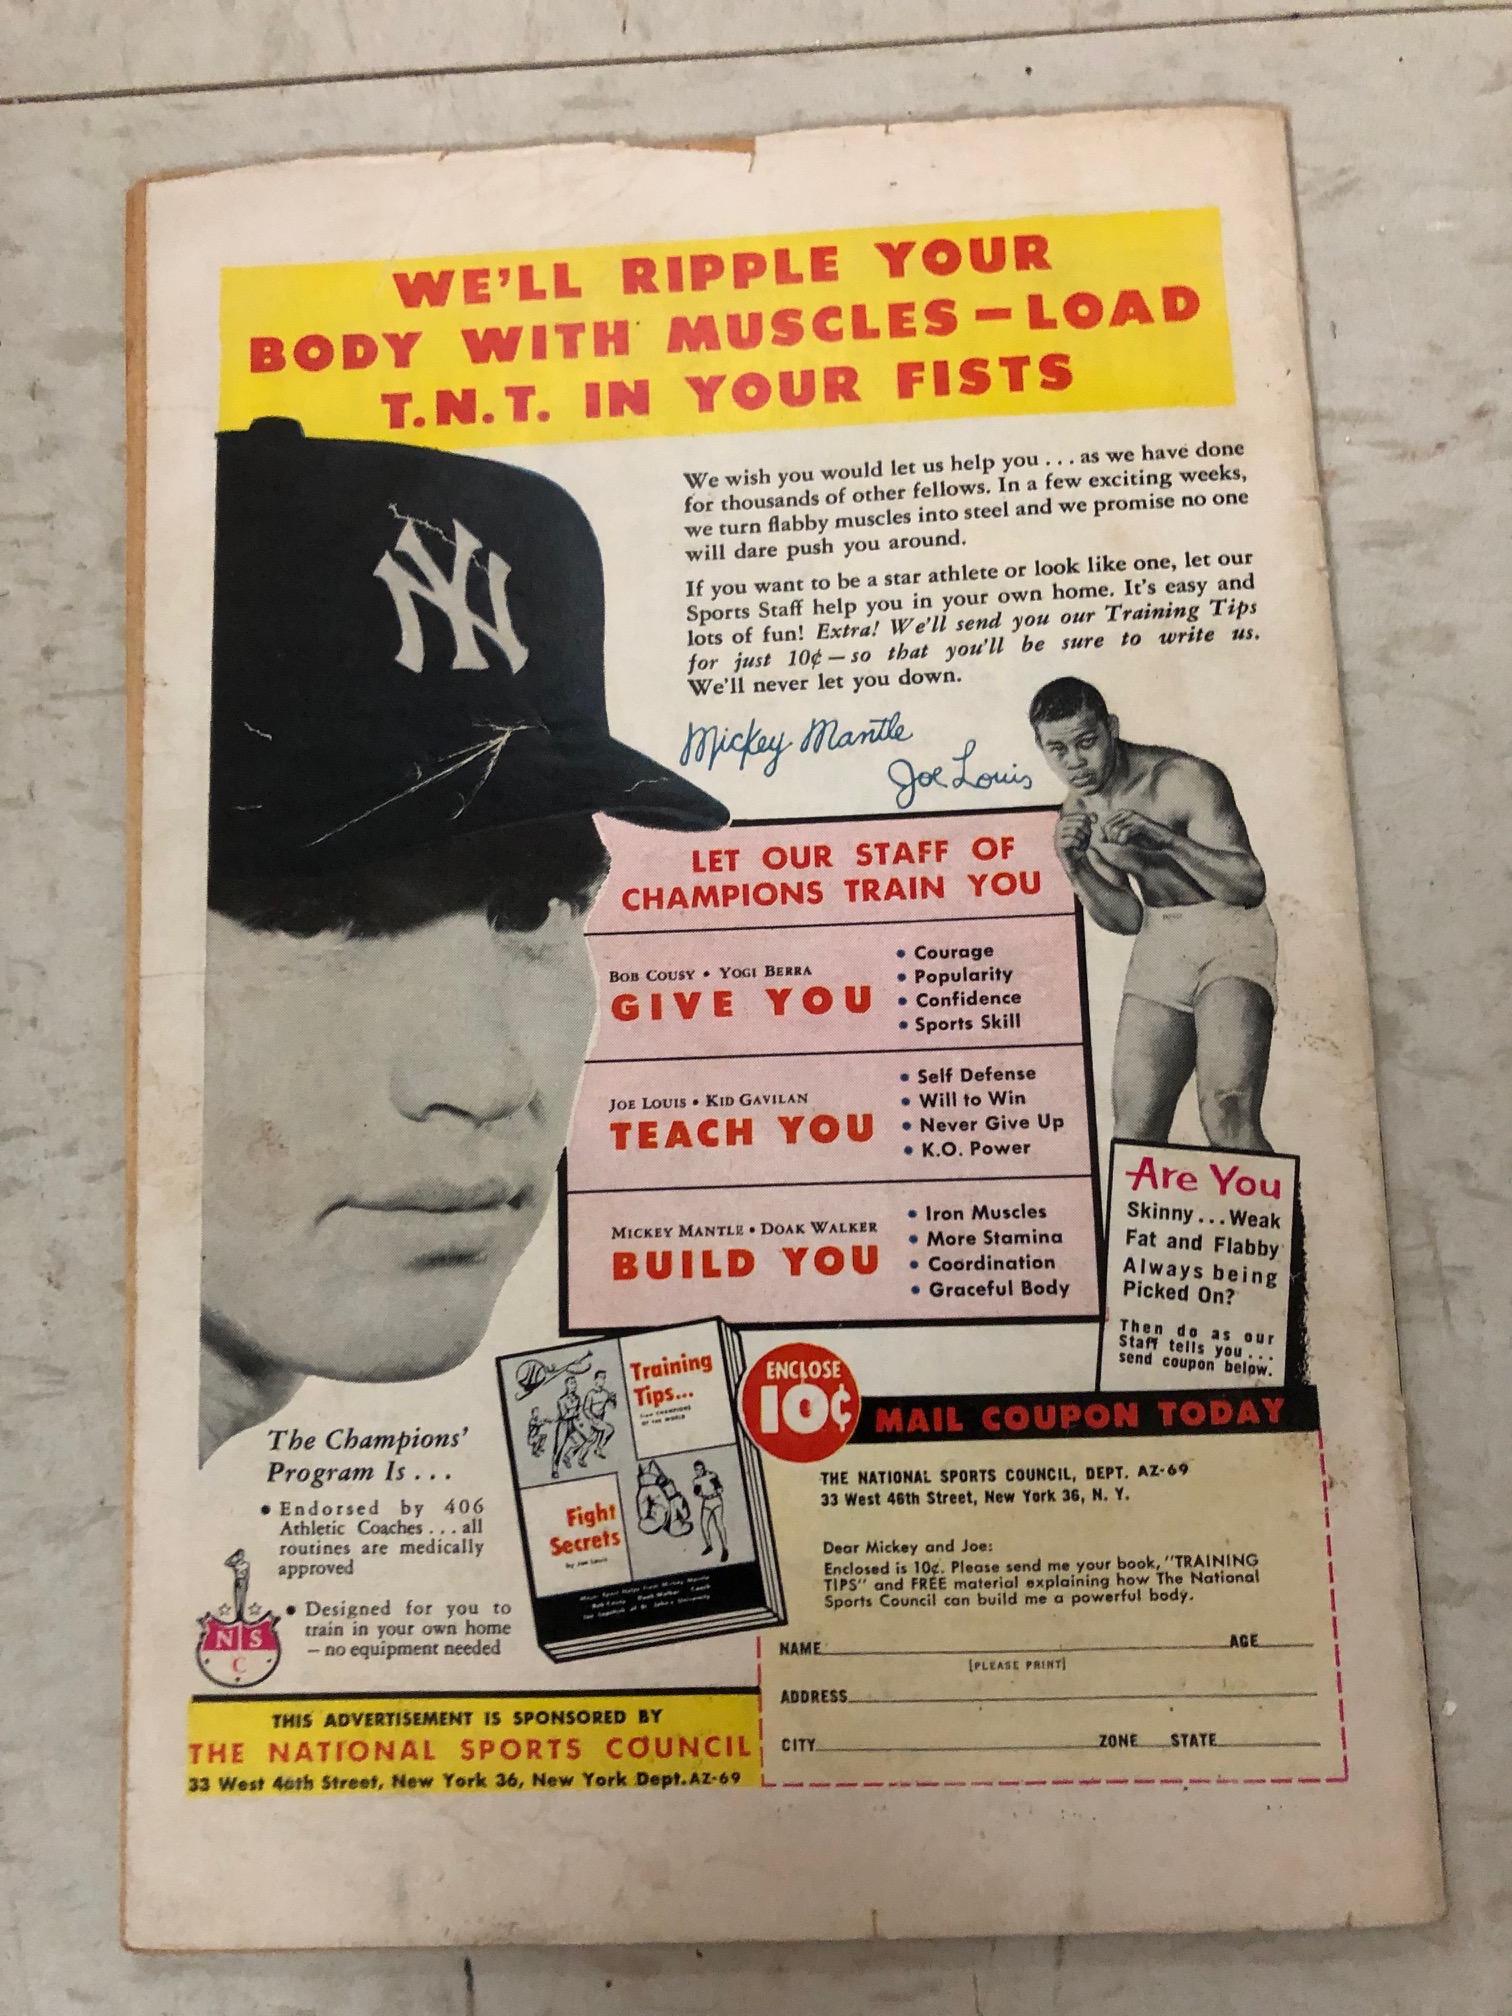 WE'LL RIPPLE YOUR
BODY WITH MUSCLES – LOAD
T.N.T. IN YOUR FISTS
NY
We wish you would let us help you . . . as we have done
for thousands of other fellows. In a few exciting weeks,
we turn flabby muscles into steel and we promise no one
will dare push you around.
If you want to be a star athlete or look like one, let our
Sports Staff help you in your own home. It's easy and
lots of fun! Extra! We'll send you our Training Tips
for just 10¢ – so that you'll be sure to write us.
We'll never let you down.
Mickey Mantle
Joe Louis
LET OUR STAFF OF
CHAMPIONS TRAIN YOU
BOB COUSY • YOGI BERRA
GIVE YOU
• Courage
• Popularity
• Confidence
• Sports Skill
JOE LOUIS • KID GAVILAN
TEACH YOU
• Self Defense
• Will to Win
• Never Give Up
• K.O. Power
MICKEY MANTLE • DOAK WALKER
BUILD YOU
• Iron Muscles
• More Stamina
• Coordination
• Graceful Body
Are You
Skinny . . . Weak
Fat and Flabby
Always being
Picked On?
Then do as our
Staff tells you . . .
send coupon below.
Training
Tips...
from CHAMPIONS
OF THE WORLD
Fight
Secrets
by Joe Louis
ENCLOSE
10¢
MAIL COUPON TODAY
The Champions'
Program Is . . .
• Endorsed by 406
Athletic Coaches . . . all
routines are medically
approved
• Designed for you to
train in your own home
– no equipment needed
N S
C
THIS ADVERTISEMENT IS SPONSORED BY
THE NATIONAL SPORTS COUNCIL
33 West 46th Street, New York 36, New York Dept. AZ-69
THE NATIONAL SPORTS COUNCIL, DEPT. AZ-69
33 West 46th Street, New York 36, N. Y.
Dear Mickey and Joe:
Enclosed is 10¢. Please send me your book, "TRAINING
TIPS" and FREE material explaining how The National
Sports Council can build me a powerful body.
NAME AGE
[PLEASE PRINT]
ADDRESS
CITY ZONE STATE